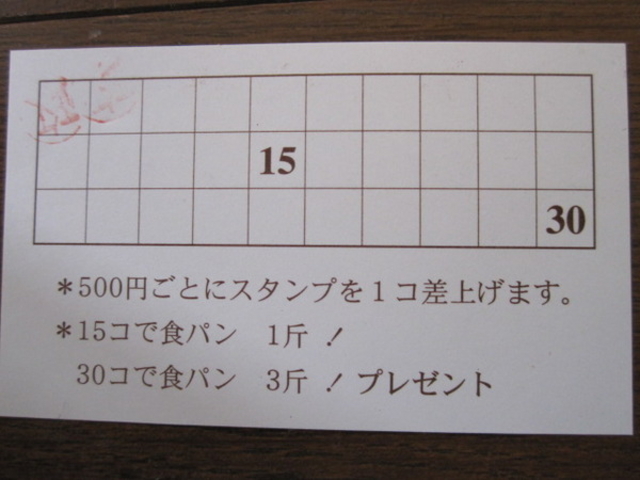 15
30
＊500円ごとにスタンプを１コ差上げます。
＊15コで食パン　1斤　！
30コで食パン　3斤　！プレゼント